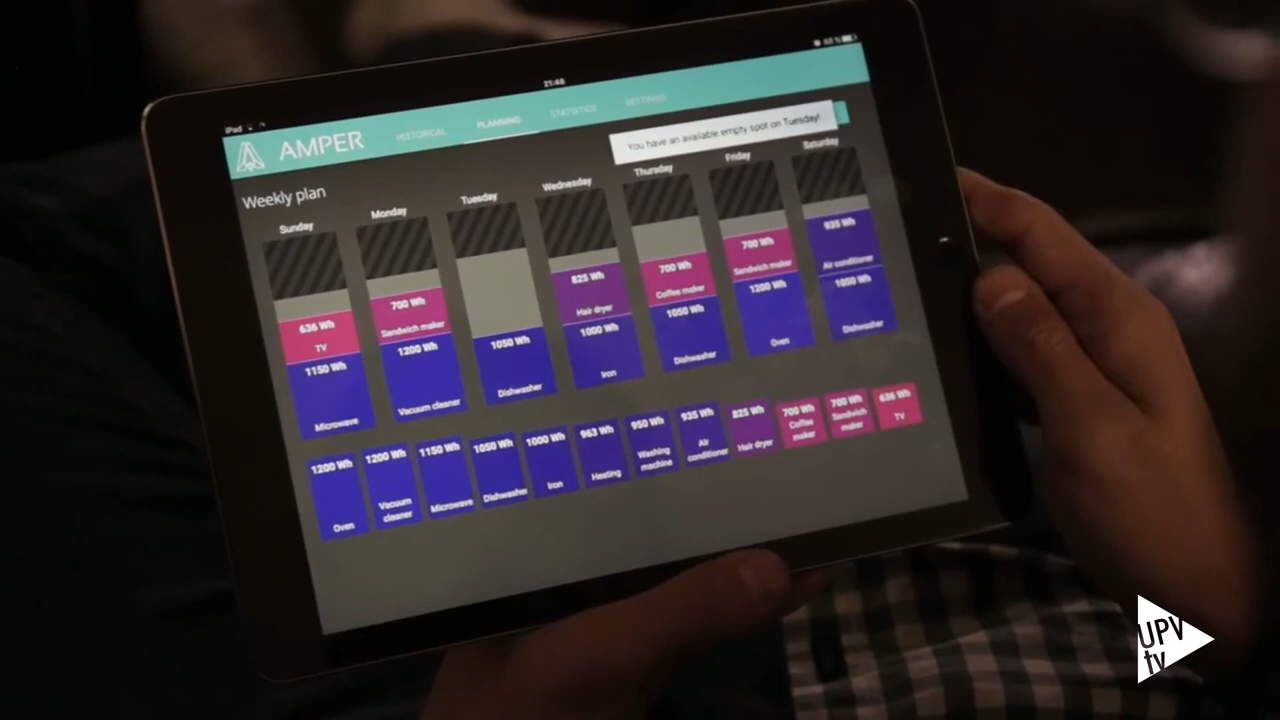 iPad
21:48
AMPER
HISTORICAL
PLANNING
STATISTICS
SETTINGS
You have an available empty spot on Tuesday!
Weekly plan
Sunday
Monday
Tuesday
Wednesday
Thursday
Friday
Saturday
636 Wh
TV
1150 Wh
Microwave
700 Wh
Sandwich maker
1200 Wh
Vacuum cleaner
1050 Wh
Dishwasher
825 Wh
Hair dryer
1000 Wh
Iron
700 Wh
Coffee maker
1050 Wh
Dishwasher
700 Wh
Sandwich maker
1200 Wh
Oven
935 Wh
Air conditioner
1050 Wh
Dishwasher
1200 Wh
Oven
1200 Wh
Vacuum
cleaner
1150 Wh
Microwave
1050 Wh
Dishwasher
1000 Wh
Iron
963 Wh
Heating
950 Wh
Washing
machine
935 Wh
Air
conditioner
825 Wh
Hair dryer
700 Wh
Coffee
maker
700 Wh
Sandwich
maker
636 Wh
TV
UPV
tv